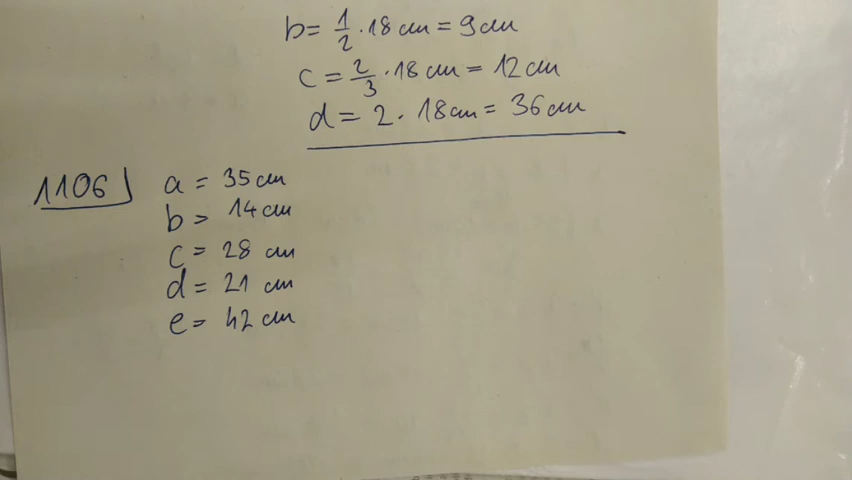 b = 1/2 · 18 cm = 9 cm
c = 2/3 · 18 cm = 12 cm
d = 2 · 18 cm = 36 cm
1106 a = 35 cm
b = 14 cm
c = 28 cm
d = 21 cm
e = 42 cm